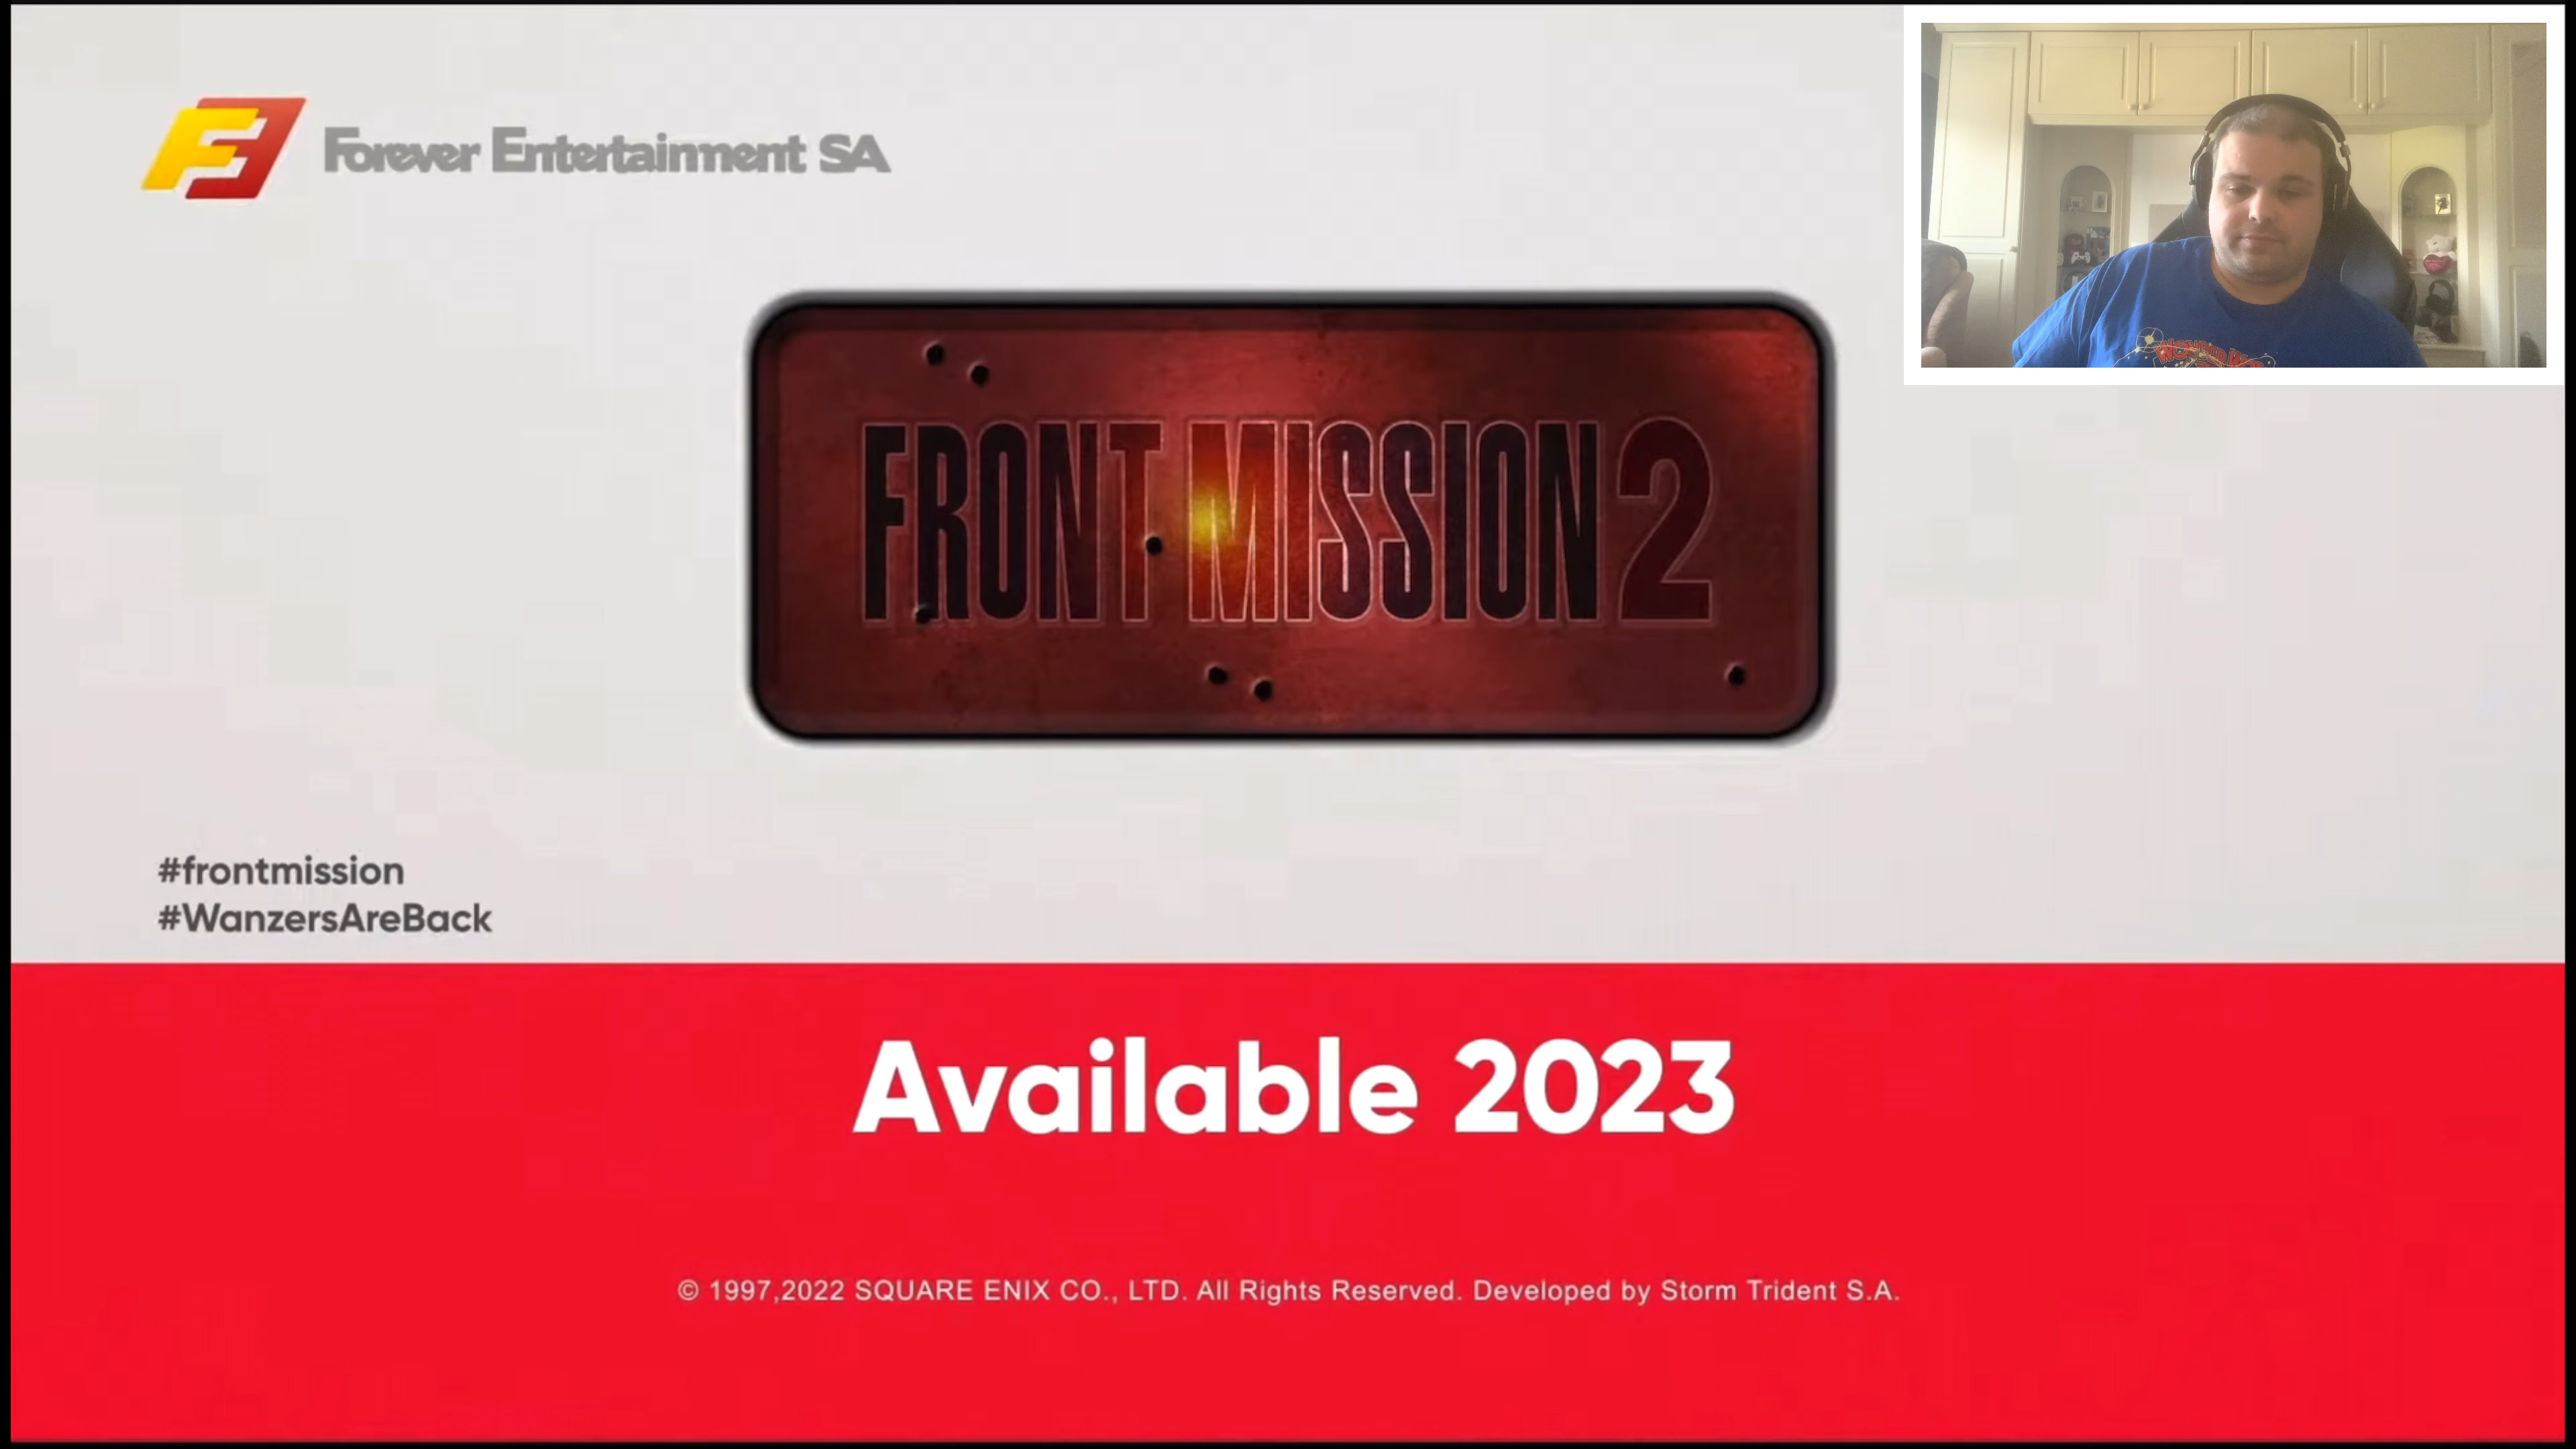 Forever Entertainment SA
FRONT MISSION 2
#frontmission
#WanzersAreBack
Available 2023
© 1997,2022 SQUARE ENIX CO., LTD. All Rights Reserved. Developed by Storm Trident S.A.